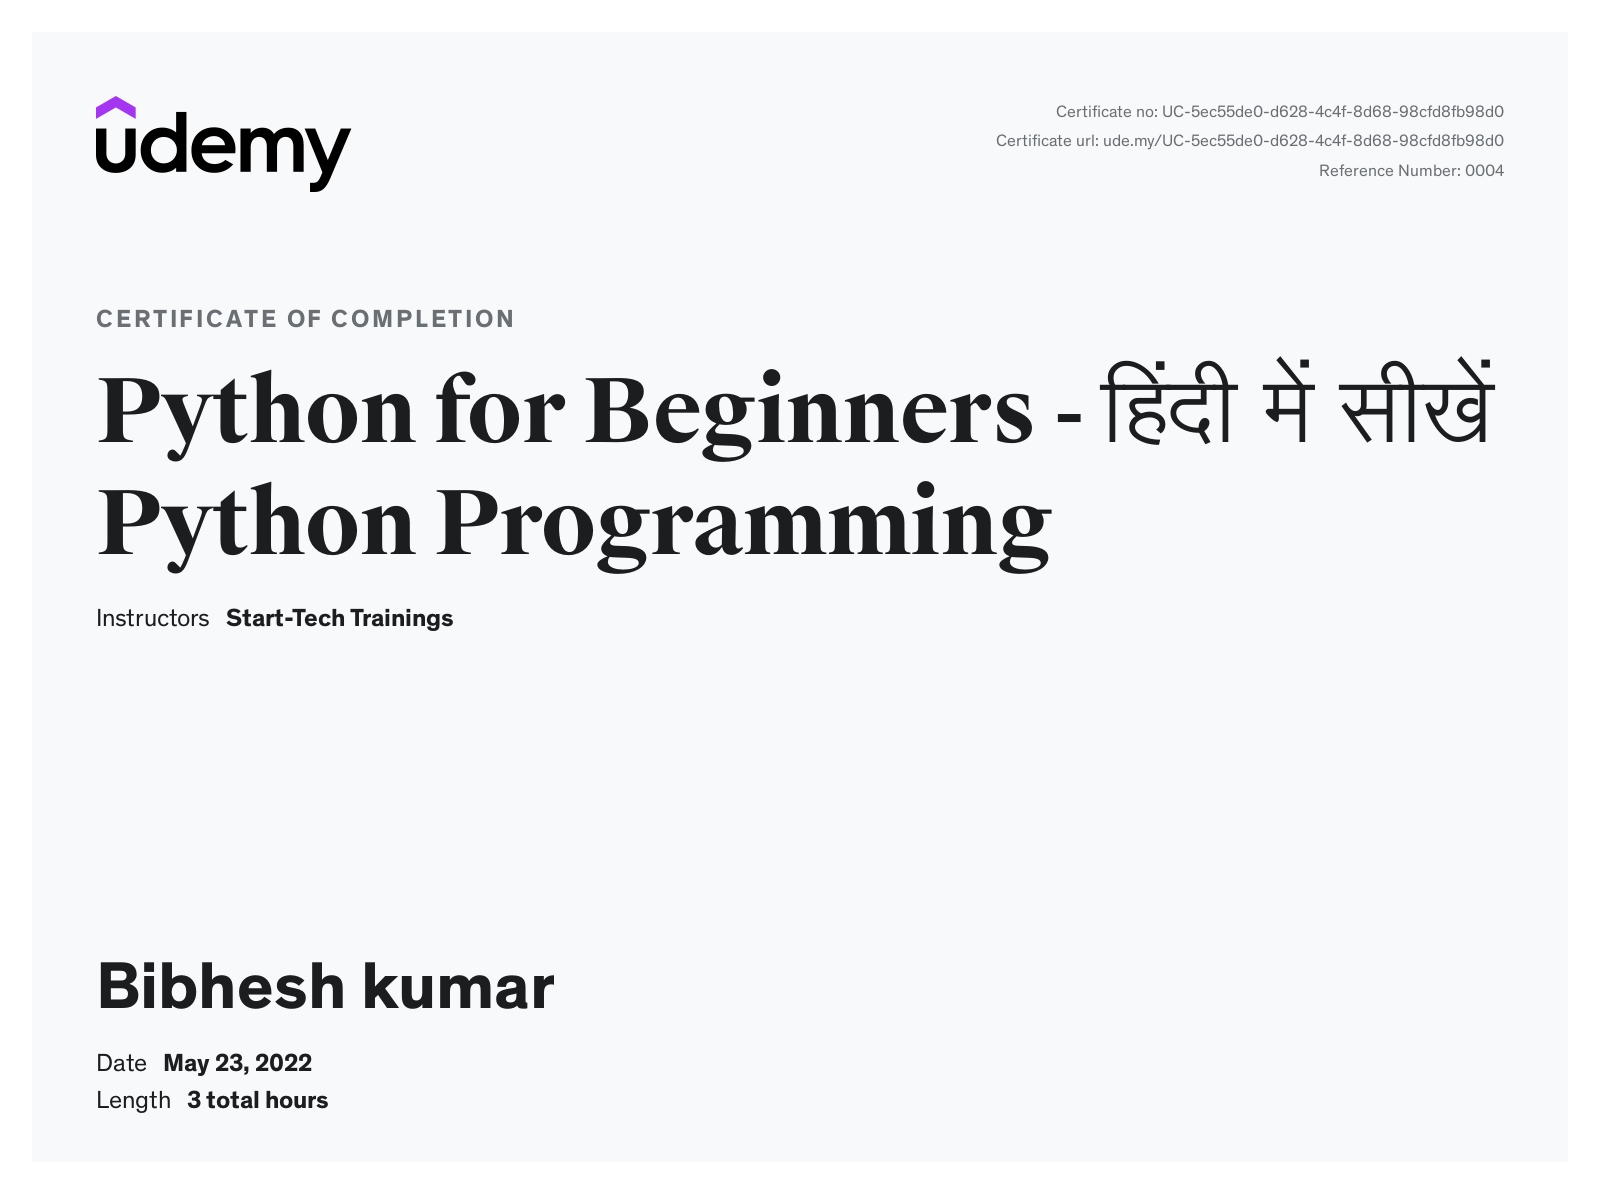 udemy
Certificate no: UC-5ec55de0-d628-4c4f-8d68-98cfd8fb98d0
Certificate url: ude.my/UC-5ec55de0-d628-4c4f-8d68-98cfd8fb98d0
Reference Number: 0004
CERTIFICATE OF COMPLETION
Python for Beginners - हिंदी में सीखें
Python Programming
Instructors Start-Tech Trainings
Bibhesh kumar
Date May 23, 2022
Length 3 total hours